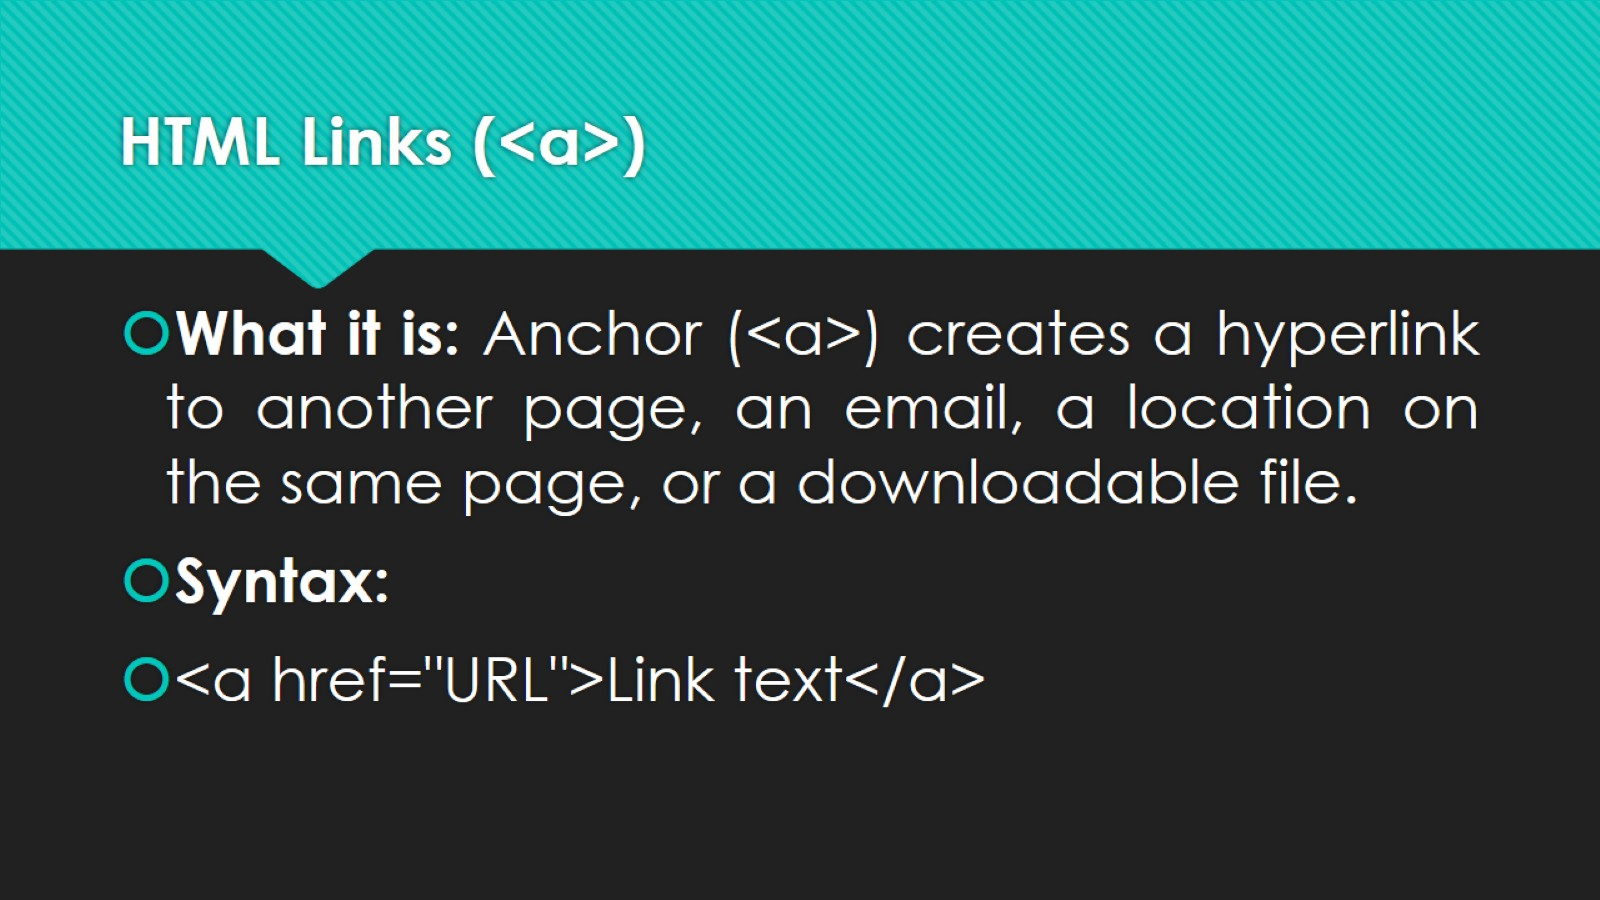 HTML Links (<a>)
What it is: Anchor (<a>) creates a hyperlink
to another page, an email, a location on
the same page, or a downloadable file.
Syntax:
<a href="URL">Link text</a>